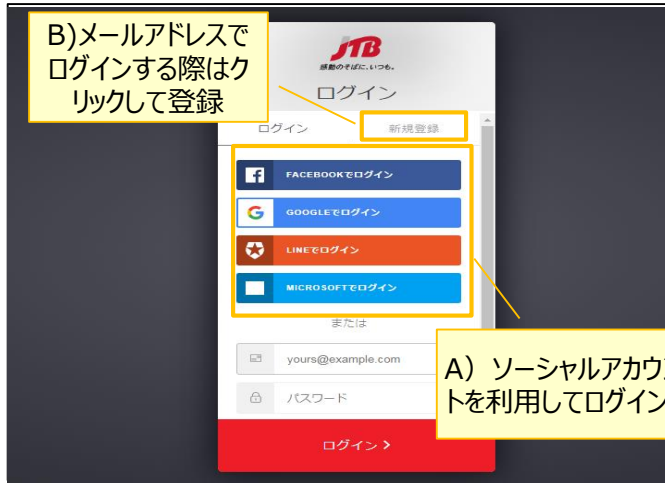 B)メールアドレスで
ログインする際はク
リックして登録
JTB
感動のそばに、いつも。
ログイン
ログイン
新規登録
FACEBOOKでログイン
GOOGLEでログイン
LINEでログイン
MICROSOFTでログイン
または
yours@example.com
パスワード
A) ソーシャルアカウン
トを利用してログイン
ログイン >